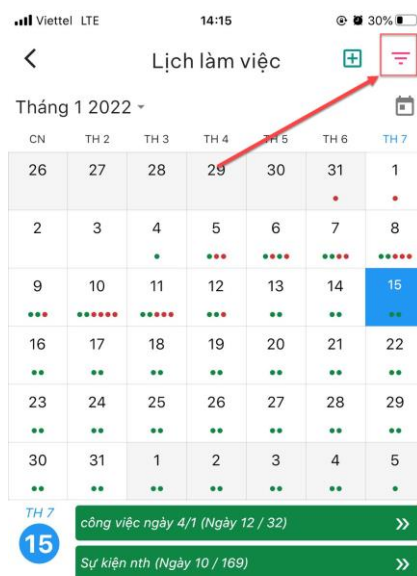 Viettel LTE 14:15 30%
Lịch làm việc
Tháng 1 2022
CN TH 2 TH 3 TH 4 TH 5 TH 6 TH 7
26 27 28 29 30 31 1
2 3 4 5 6 7 8
9 10 11 12 13 14 15
16 17 18 19 20 21 22
23 24 25 26 27 28 29
30 31 1 2 3 4 5
TH 7
15
công việc ngày 4/1 (Ngày 12 / 32)
Sự kiện nth (Ngày 10 / 169)